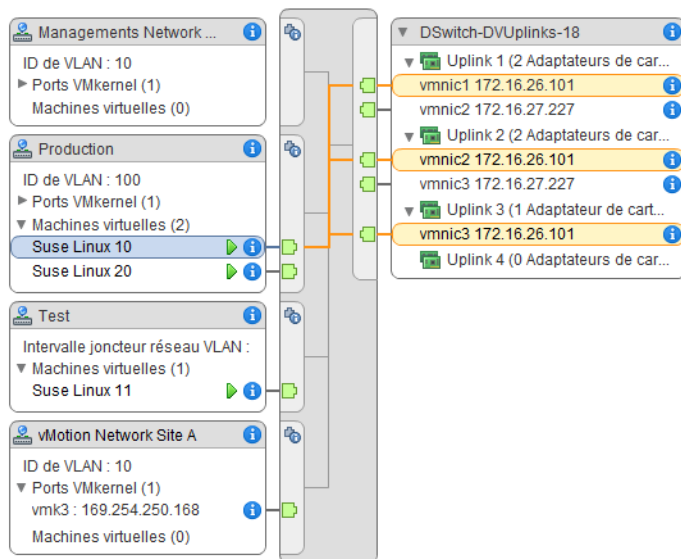 Managements Network ...
ID de VLAN : 10
Ports VMkernel (1)
Machines virtuelles (0)
Production
ID de VLAN : 100
Ports VMkernel (1)
Machines virtuelles (2)
Suse Linux 10
Suse Linux 20
Test
Intervalle joncteur réseau VLAN :
Machines virtuelles (1)
Suse Linux 11
vMotion Network Site A
ID de VLAN : 10
Ports VMkernel (1)
vmk3 : 169.254.250.168
Machines virtuelles (0)
DSwitch-DVUplinks-18
Uplink 1 (2 Adaptateurs de car...
vmnic1 172.16.26.101
vmnic2 172.16.27.227
Uplink 2 (2 Adaptateurs de car...
vmnic2 172.16.26.101
vmnic3 172.16.27.227
Uplink 3 (1 Adaptateur de cart...
vmnic3 172.16.26.101
Uplink 4 (0 Adaptateurs de car...